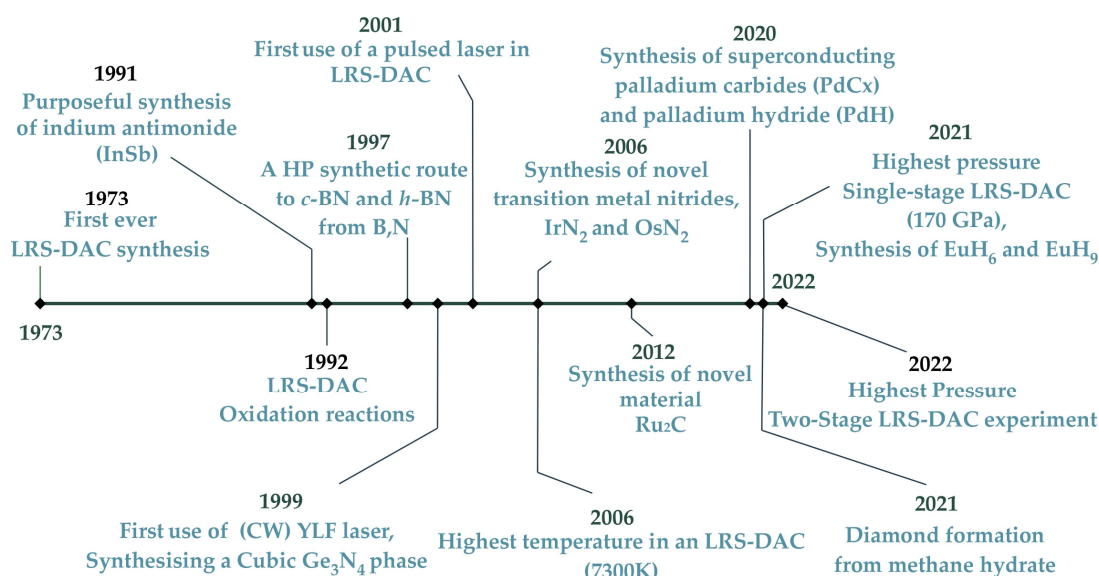 1973
First ever
LRS-DAC synthesis
1991
Purposeful synthesis
of indium antimonide
(InSb)
1992
LRS-DAC
Oxidation reactions
1997
A HP synthetic route
to c-BN and h-BN
from B,N
1999
First use of (CW) YLF laser,
Synthesising a Cubic Ge₃N₄ phase
2001
First use of a pulsed laser in
LRS-DAC
2006
Synthesis of novel
transition metal nitrides,
IrN₂ and OsN₂
2006
Highest temperature in an LRS-DAC
(7300K)
2012
Synthesis of novel
material
Ru₂C
2020
Synthesis of superconducting
palladium carbides (PdCx)
and palladium hydride (PdH)
2021
Highest pressure
Single-stage LRS-DAC
(170 GPa),
Synthesis of EuH₆ and EuH₉
2021
Diamond formation
from methane hydrate
2022
Highest Pressure
Two-Stage LRS-DAC experiment
1973
2022